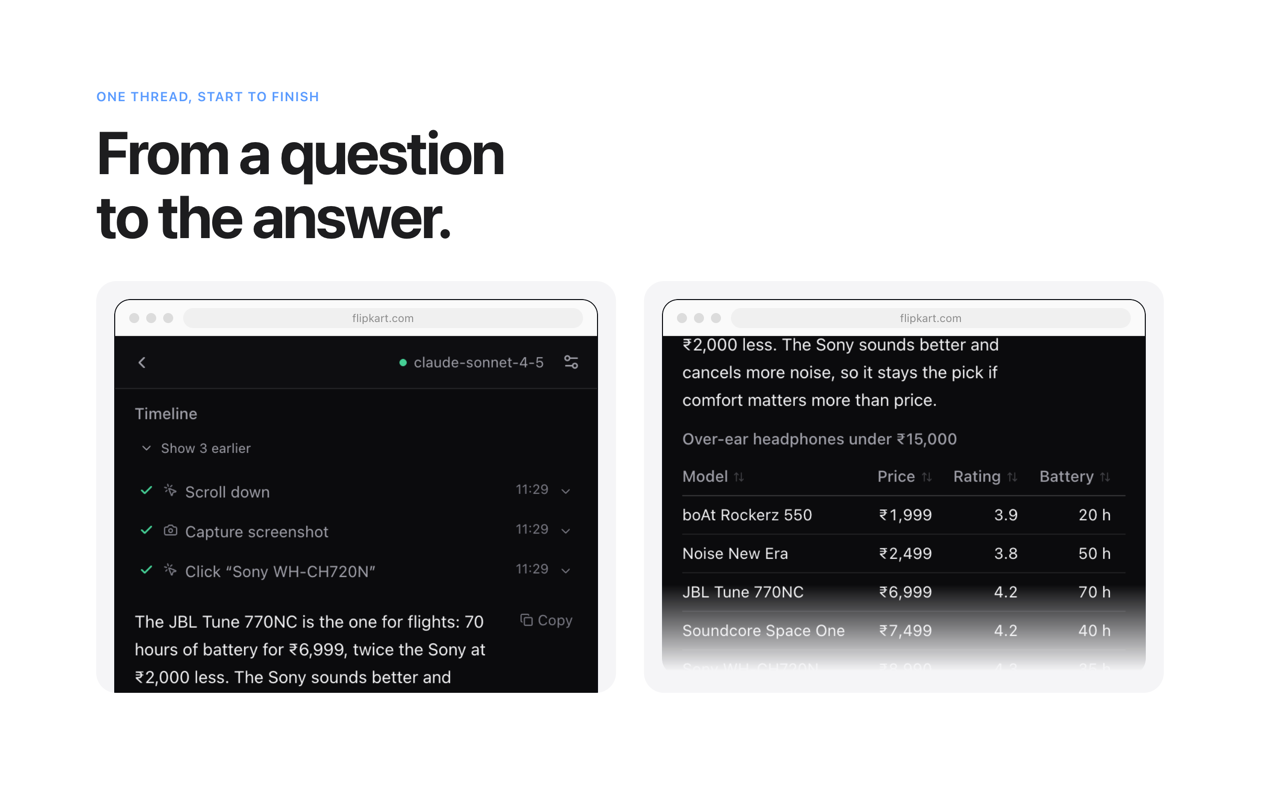 ONE THREAD, START TO FINISH
From a question
to the answer.
flipkart.com
claude-sonnet-4-5
Timeline
Show 3 earlier
Scroll down 11:29
Capture screenshot 11:29
Click “Sony WH-CH720N” 11:29
The JBL Tune 770NC is the one for flights: 70 Copy
hours of battery for ₹6,999, twice the Sony at
₹2,000 less. The Sony sounds better and
flipkart.com
₹2,000 less. The Sony sounds better and
cancels more noise, so it stays the pick if
comfort matters more than price.
Over-ear headphones under ₹15,000
Model Price Rating Battery
boAt Rockerz 550 ₹1,999 3.9 20 h
Noise New Era ₹2,499 3.8 50 h
JBL Tune 770NC ₹6,999 4.2 70 h
Soundcore Space One ₹7,499 4.2 40 h
Sony WH-CH720N